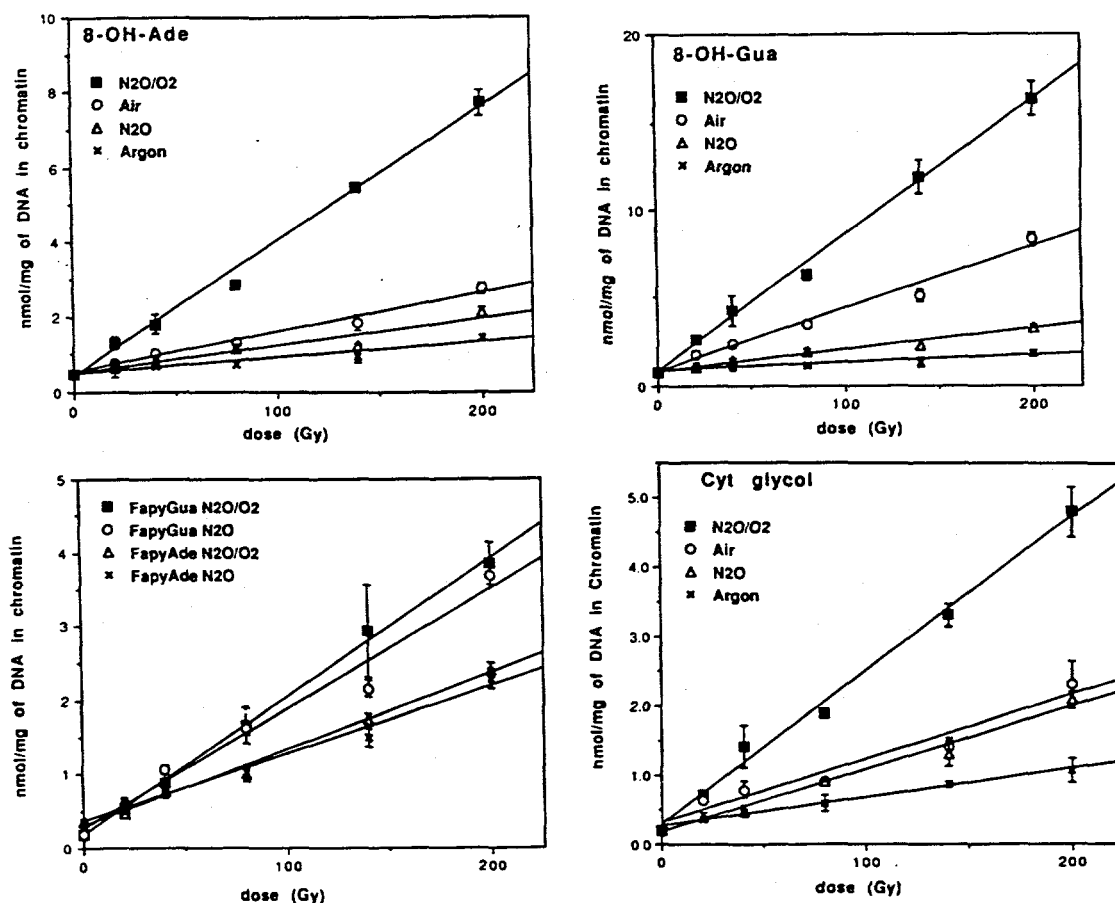 8-OH-Ade
N2O/O2
Air
N2O
Argon
10
8
6
4
2
0
nmol/mg of DNA in chromatin
0
100
200
dose (Gy)
8-OH-Gua
N2O/O2
Air
N2O
Argon
20
10
0
nmol/mg of DNA in chromatin
0
100
200
dose (Gy)
FapyGua N2O/O2
FapyGua N2O
FapyAde N2O/O2
FapyAde N2O
5
4
3
2
1
0
nmol/mg of DNA in chromatin
0
100
200
dose (Gy)
Cyt glycol
N2O/O2
Air
N2O
Argon
5.0
4.0
3.0
2.0
1.0
0.0
nmol/mg of DNA in Chromatin
0
100
200
dose (Gy)